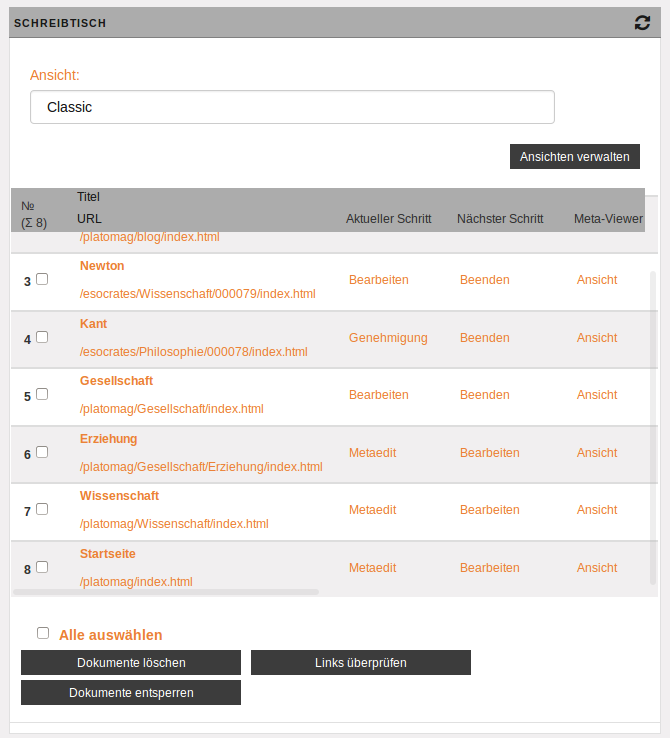 SCHREIBTISCH
Ansicht:
Classic
Ansichten verwalten
№ (Σ 8) Titel URL Aktueller Schritt Nächster Schritt Meta-Viewer
/platomag/blog/index.html
3 Newton
/esocrates/Wissenschaft/000079/index.html Bearbeiten Beenden Ansicht
4 Kant
/esocrates/Philosophie/000078/index.html Genehmigung Beenden Ansicht
5 Gesellschaft
/platomag/Gesellschaft/index.html Bearbeiten Beenden Ansicht
6 Erziehung
/platomag/Gesellschaft/Erziehung/index.html Metaedit Bearbeiten Ansicht
7 Wissenschaft
/platomag/Wissenschaft/index.html Metaedit Bearbeiten Ansicht
8 Startseite
/platomag/index.html Metaedit Bearbeiten Ansicht
Alle auswählen
Dokumente löschen Links überprüfen
Dokumente entsperren